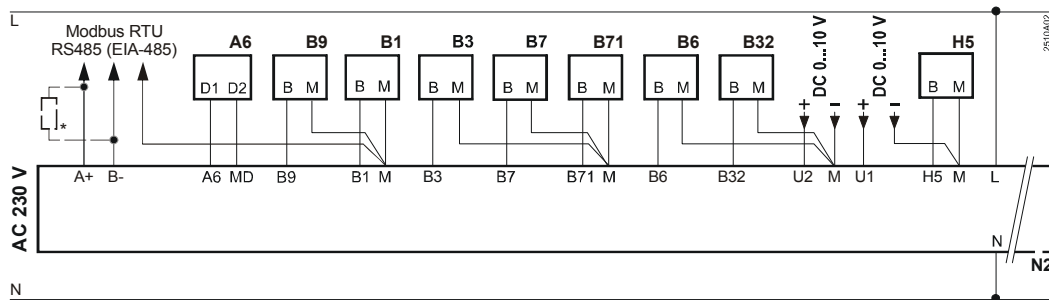 L
Modbus RTU
RS485 (EIA-485)
A6 B9 B1 B3 B7 B71 B6 B32 H5
DC 0...10 V
DC 0...10 V
2510A02
D1 D2 B M B M B M B M B M B M B M B M
*
+ - + -
A+ B- A6 MD B9 B1 M B3 B7 B71 M B6 B32 U2 M U1 H5 M L
AC 230 V
N
N2
N